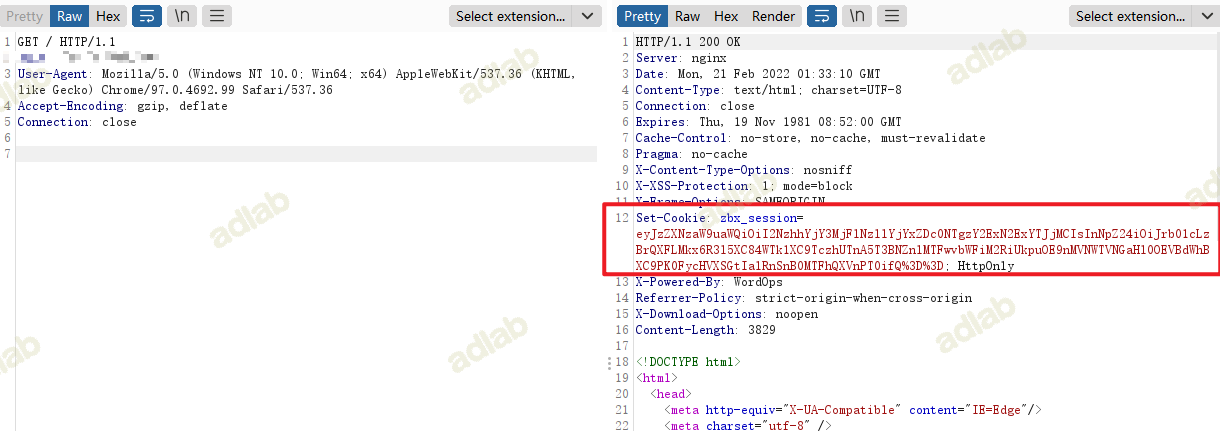 Pretty Raw Hex \n Select extension...
1 GET / HTTP/1.1
3 User-Agent: Mozilla/5.0 (Windows NT 10.0; Win64; x64) AppleWebKit/537.36 (KHTML,
like Gecko) Chrome/97.0.4692.99 Safari/537.36
4 Accept-Encoding: gzip, deflate
5 Connection: close
6
7
Pretty Raw Hex Render \n Select extension...
1 HTTP/1.1 200 OK
2 Server: nginx
3 Date: Mon, 21 Feb 2022 01:33:10 GMT
4 Content-Type: text/html; charset=UTF-8
5 Connection: close
6 Expires: Thu, 19 Nov 1981 08:52:00 GMT
7 Cache-Control: no-store, no-cache, must-revalidate
8 Pragma: no-cache
9 X-Content-Type-Options: nosniff
10 X-XSS-Protection: 1; mode=block
11 X-Frame-Options: SAMEORIGIN
12 Set-Cookie: zbx_session=
HttpOnly
13 X-Powered-By: WordOps
14 Referrer-Policy: strict-origin-when-cross-origin
15 X-Download-Options: noopen
16 Content-Length: 3829
17
18 <!DOCTYPE html>
19 <html>
20 <head>
21 <meta http-equiv="X-UA-Compatible" content="IE=Edge"/>
22 <meta charset="utf-8" />
adlab
adlab
adlab
adlab
adlab
adlab
adlab